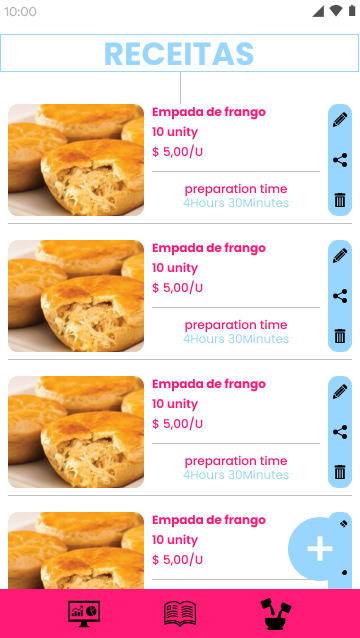 10:00
RECEITAS
Empada de frango
10 unity
$ 5,00/U
preparation time
4Hours 30Minutes
Empada de frango
10 unity
$ 5,00/U
preparation time
4Hours 30Minutes
Empada de frango
10 unity
$ 5,00/U
preparation time
4Hours 30Minutes
Empada de frango
10 unity
$ 5,00/U